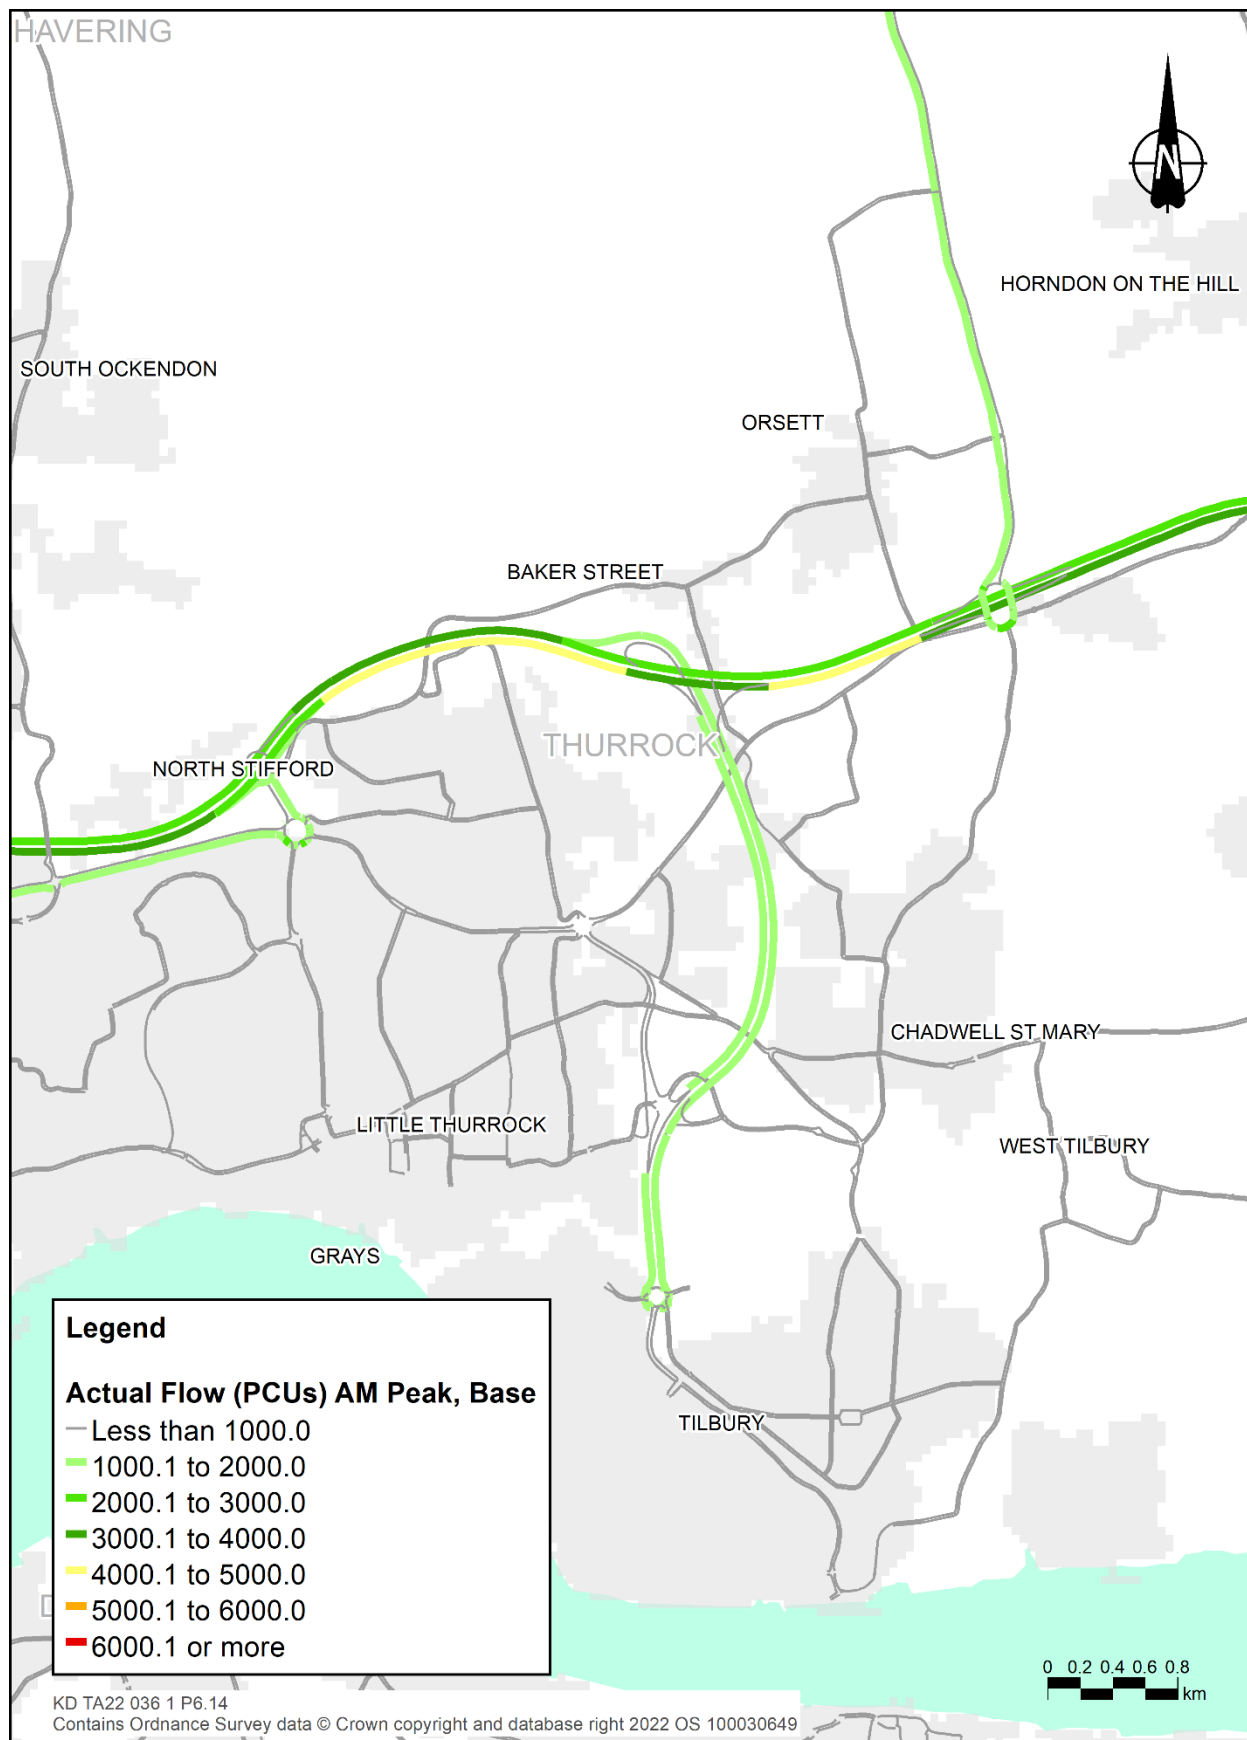 HAVERING
N
HORNDON ON THE HILL
SOUTH OCKENDON
ORSETT
BAKER STREET
THURROCK
NORTH STIFFORD
CHADWELL ST MARY
LITTLE THURROCK
WEST TILBURY
GRAYS
TILBURY
Legend
Actual Flow (PCUs) AM Peak, Base
Less than 1000.0
1000.1 to 2000.0
2000.1 to 3000.0
3000.1 to 4000.0
4000.1 to 5000.0
5000.1 to 6000.0
6000.1 or more
0 0.2 0.4 0.6 0.8
km
KD TA22 036 1 P6.14
Contains Ordnance Survey data © Crown copyright and database right 2022 OS 100030649